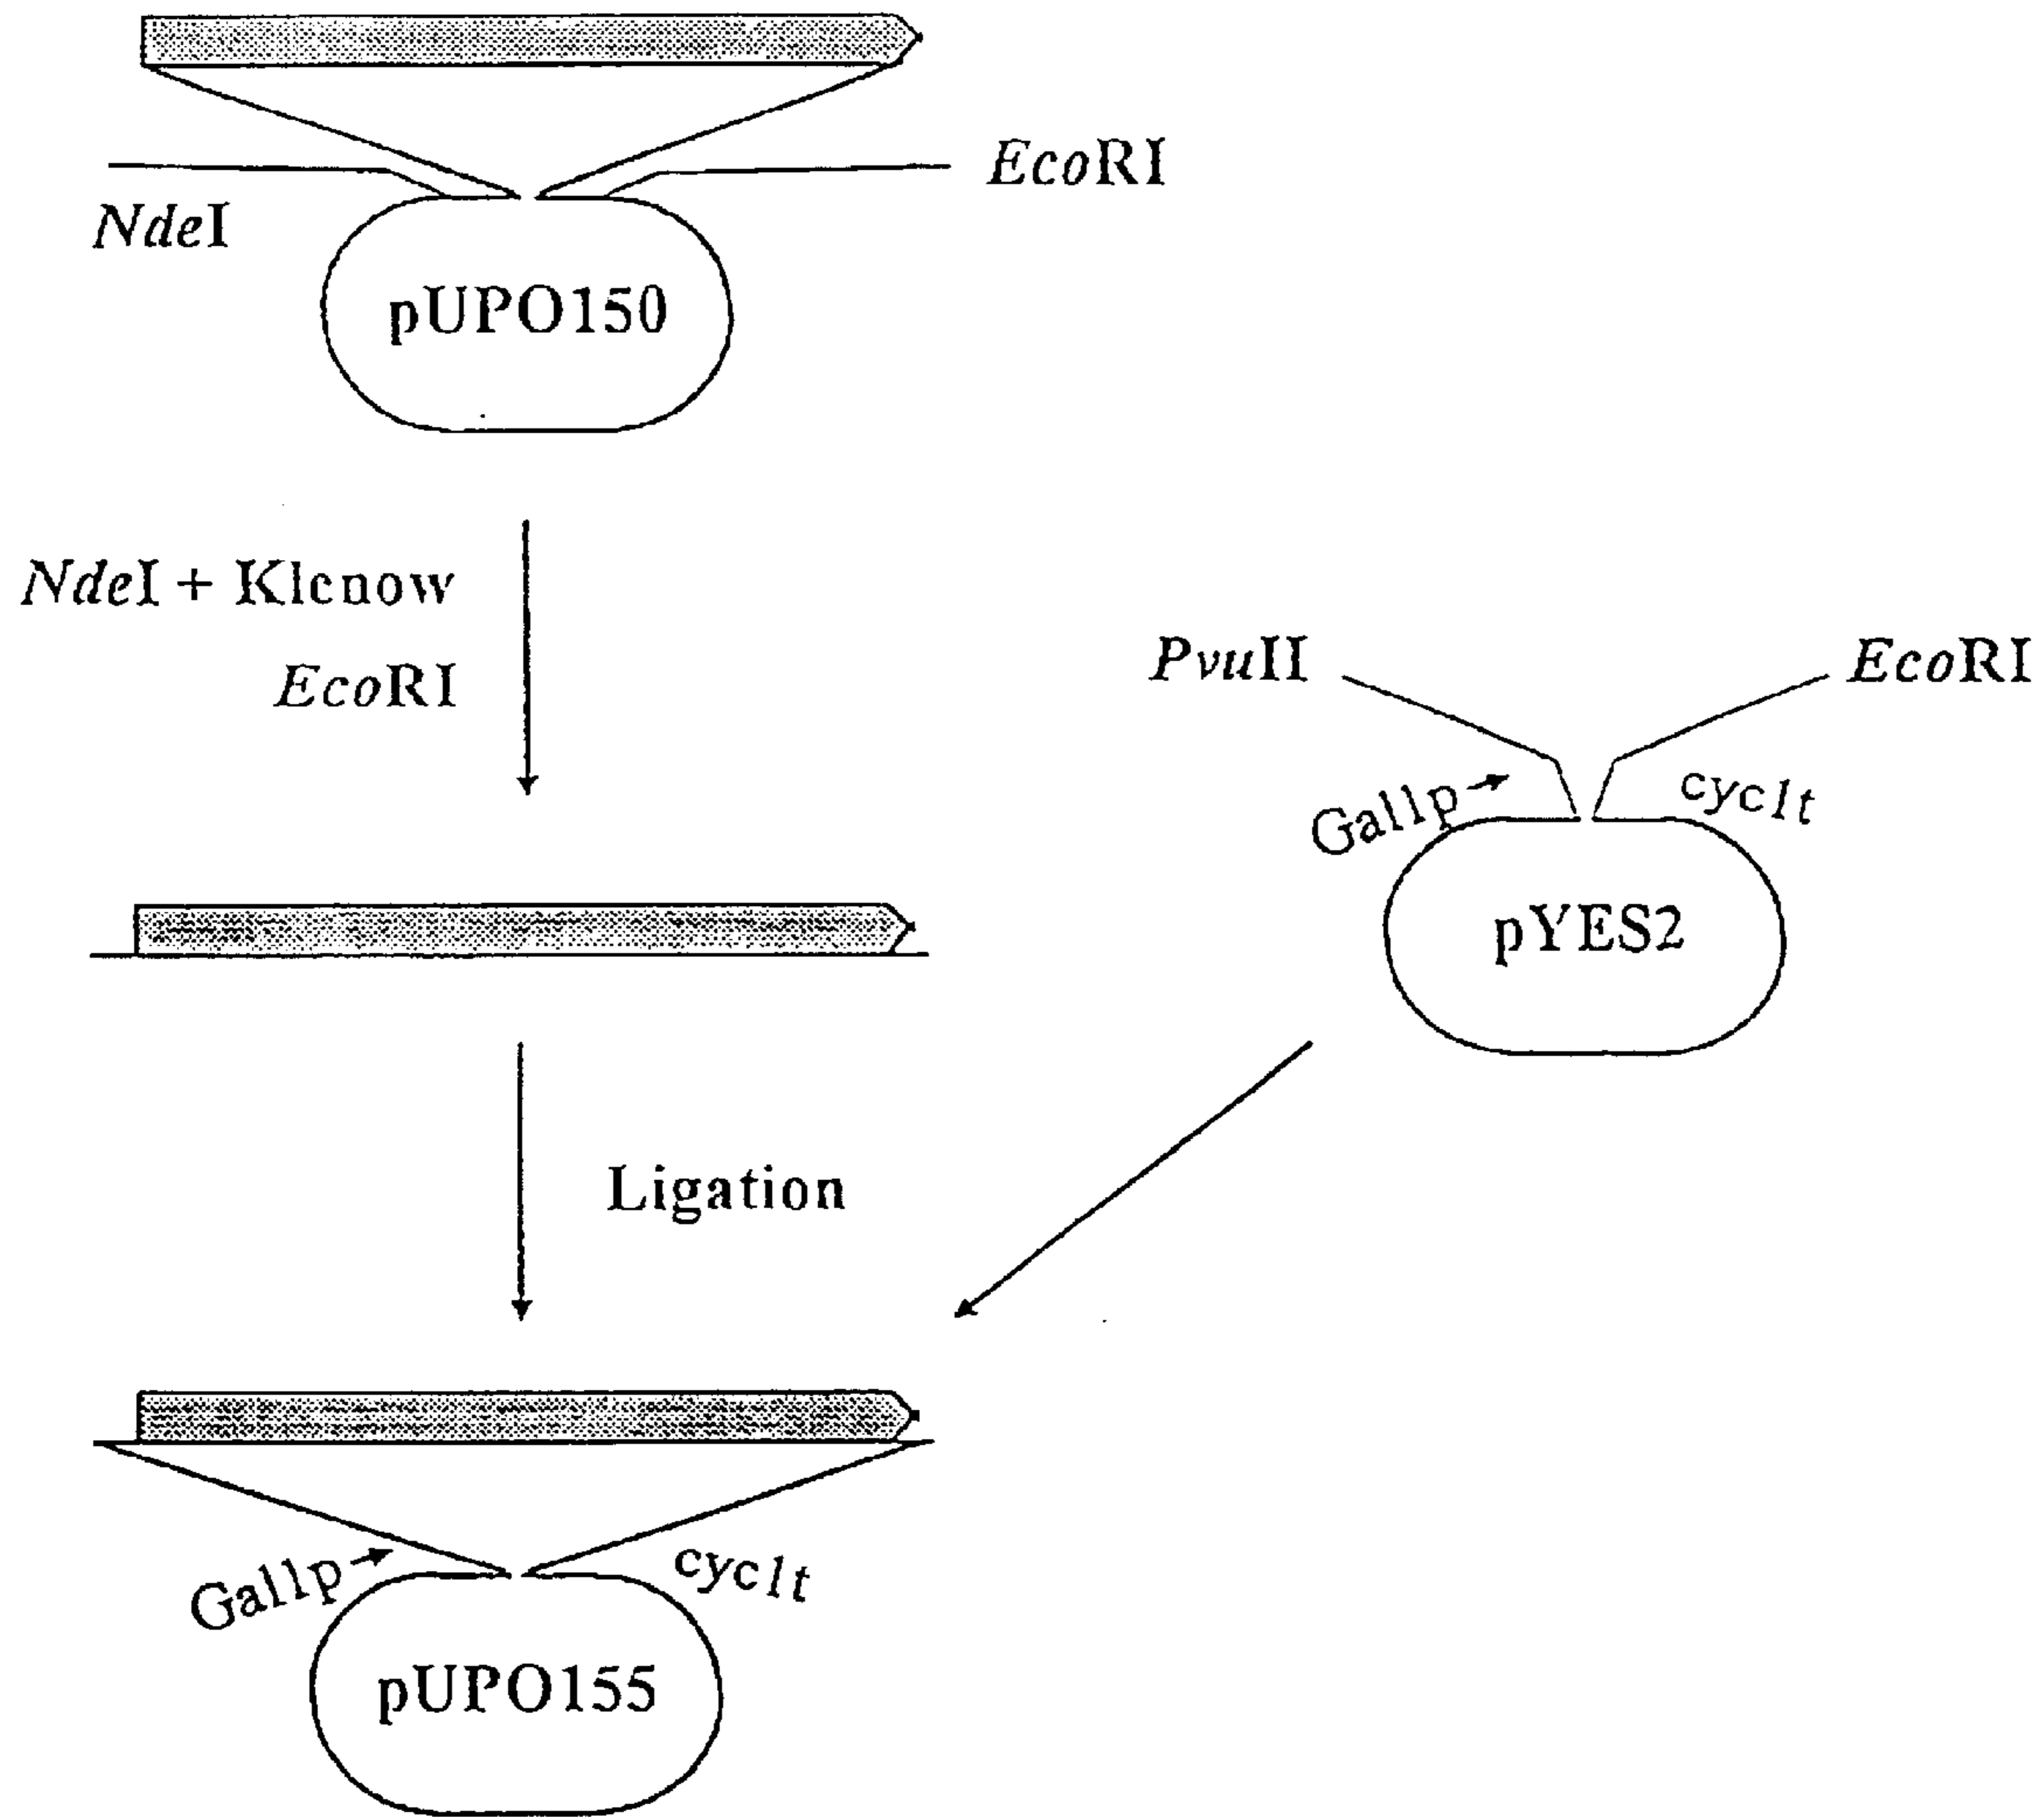 EcoRI
NdeI
pUPO150
NdeI + Klenow
EcoRI
PvuII
EcoRI
Gal1p
cyc1t
pYES2
Ligation
Gal1p
cyc1t
pUPO155